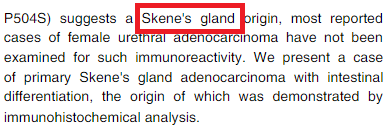 P504S) suggests a Skene's gland origin, most reported
cases of female urethral adenocarcinoma have not been
examined for such immunoreactivity. We present a case
of primary Skene's gland adenocarcinoma with intestinal
differentiation, the origin of which was demonstrated by
immunohistochemical analysis.